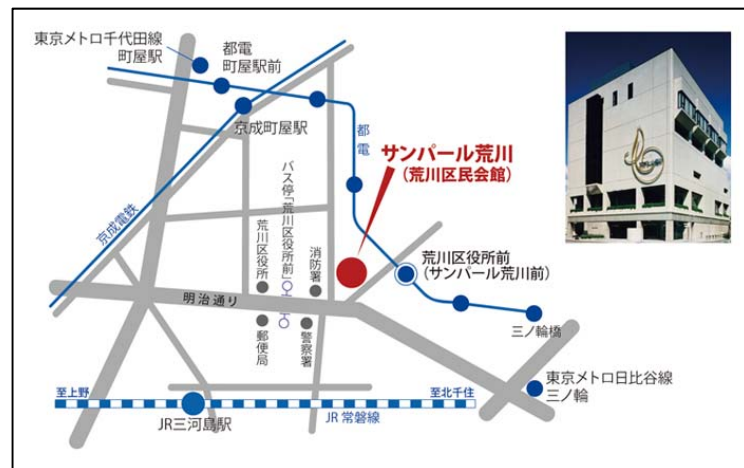 東京メトロ千代田線
町屋駅
都電
町屋駅前
京成町屋駅
都電
サンパール荒川
(荒川区民会館)
京成電鉄
バス停「荒川区役所前」
荒川区役所
消防署
荒川区役所前
(サンパール荒川前)
明治通り
郵便局
警察署
三ノ輪橋
東京メトロ日比谷線
三ノ輪
至上野
至北千住
JR三河島駅
JR 常磐線